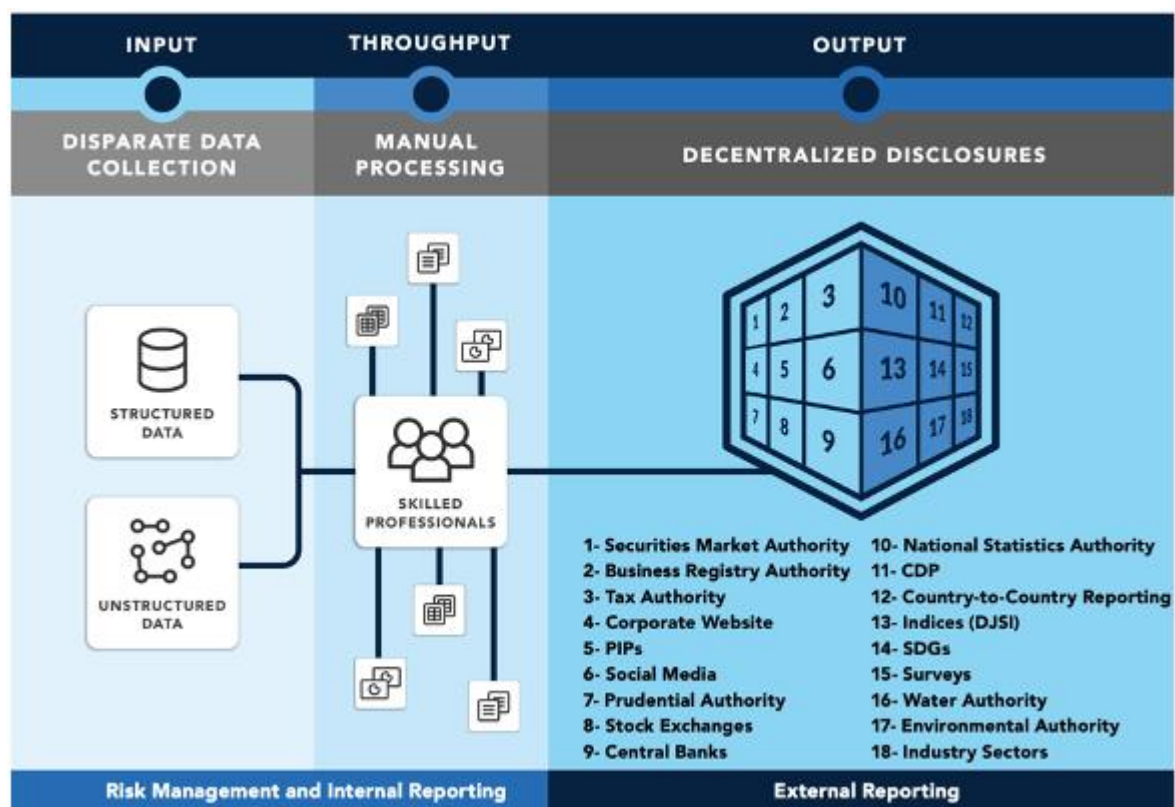 INPUT
THROUGHPUT
OUTPUT
DISPARATE DATA
COLLECTION
MANUAL
PROCESSING
DECENTRALIZED DISCLOSURES
STRUCTURED
DATA
UNSTRUCTURED
DATA
SKILLED
PROFESSIONALS
1
2
3
10
11
12
4
5
6
13
14
15
7
8
9
16
17
18
1- Securities Market Authority
2- Business Registry Authority
3- Tax Authority
4- Corporate Website
5- PIPs
6- Social Media
7- Prudential Authority
8- Stock Exchanges
9- Central Banks
10- National Statistics Authority
11- CDP
12- Country-to-Country Reporting
13- Indices (DJSI)
14- SDGs
15- Surveys
16- Water Authority
17- Environmental Authority
18- Industry Sectors
Risk Management and Internal Reporting
External Reporting